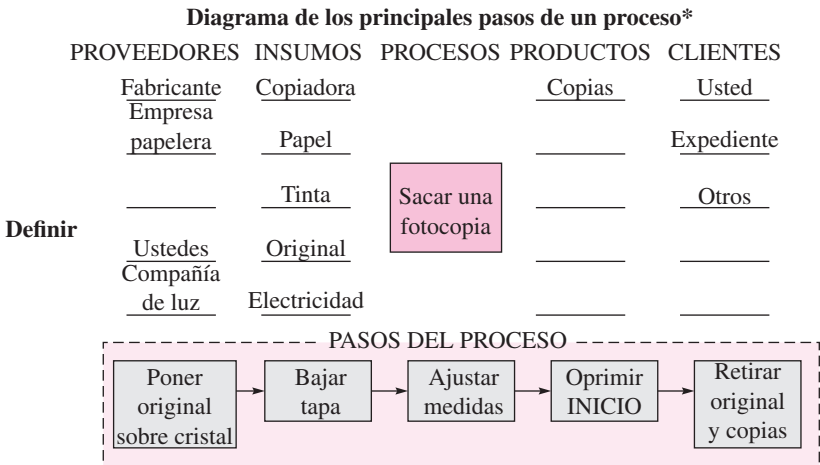 Diagrama de los principales pasos de un proceso*
PROVEEDORES INSUMOS PROCESOS PRODUCTOS CLIENTES
Fabricante Copiadora Copias Usted
Empresa
papelera Papel Expediente
Tinta Sacar una Otros
fotocopia
Definir
Ustedes Original
Compañía
de luz Electricidad
PASOS DEL PROCESO
Poner Bajar Ajustar Oprimir Retirar
original tapa medidas INICIO original
sobre cristal y copias